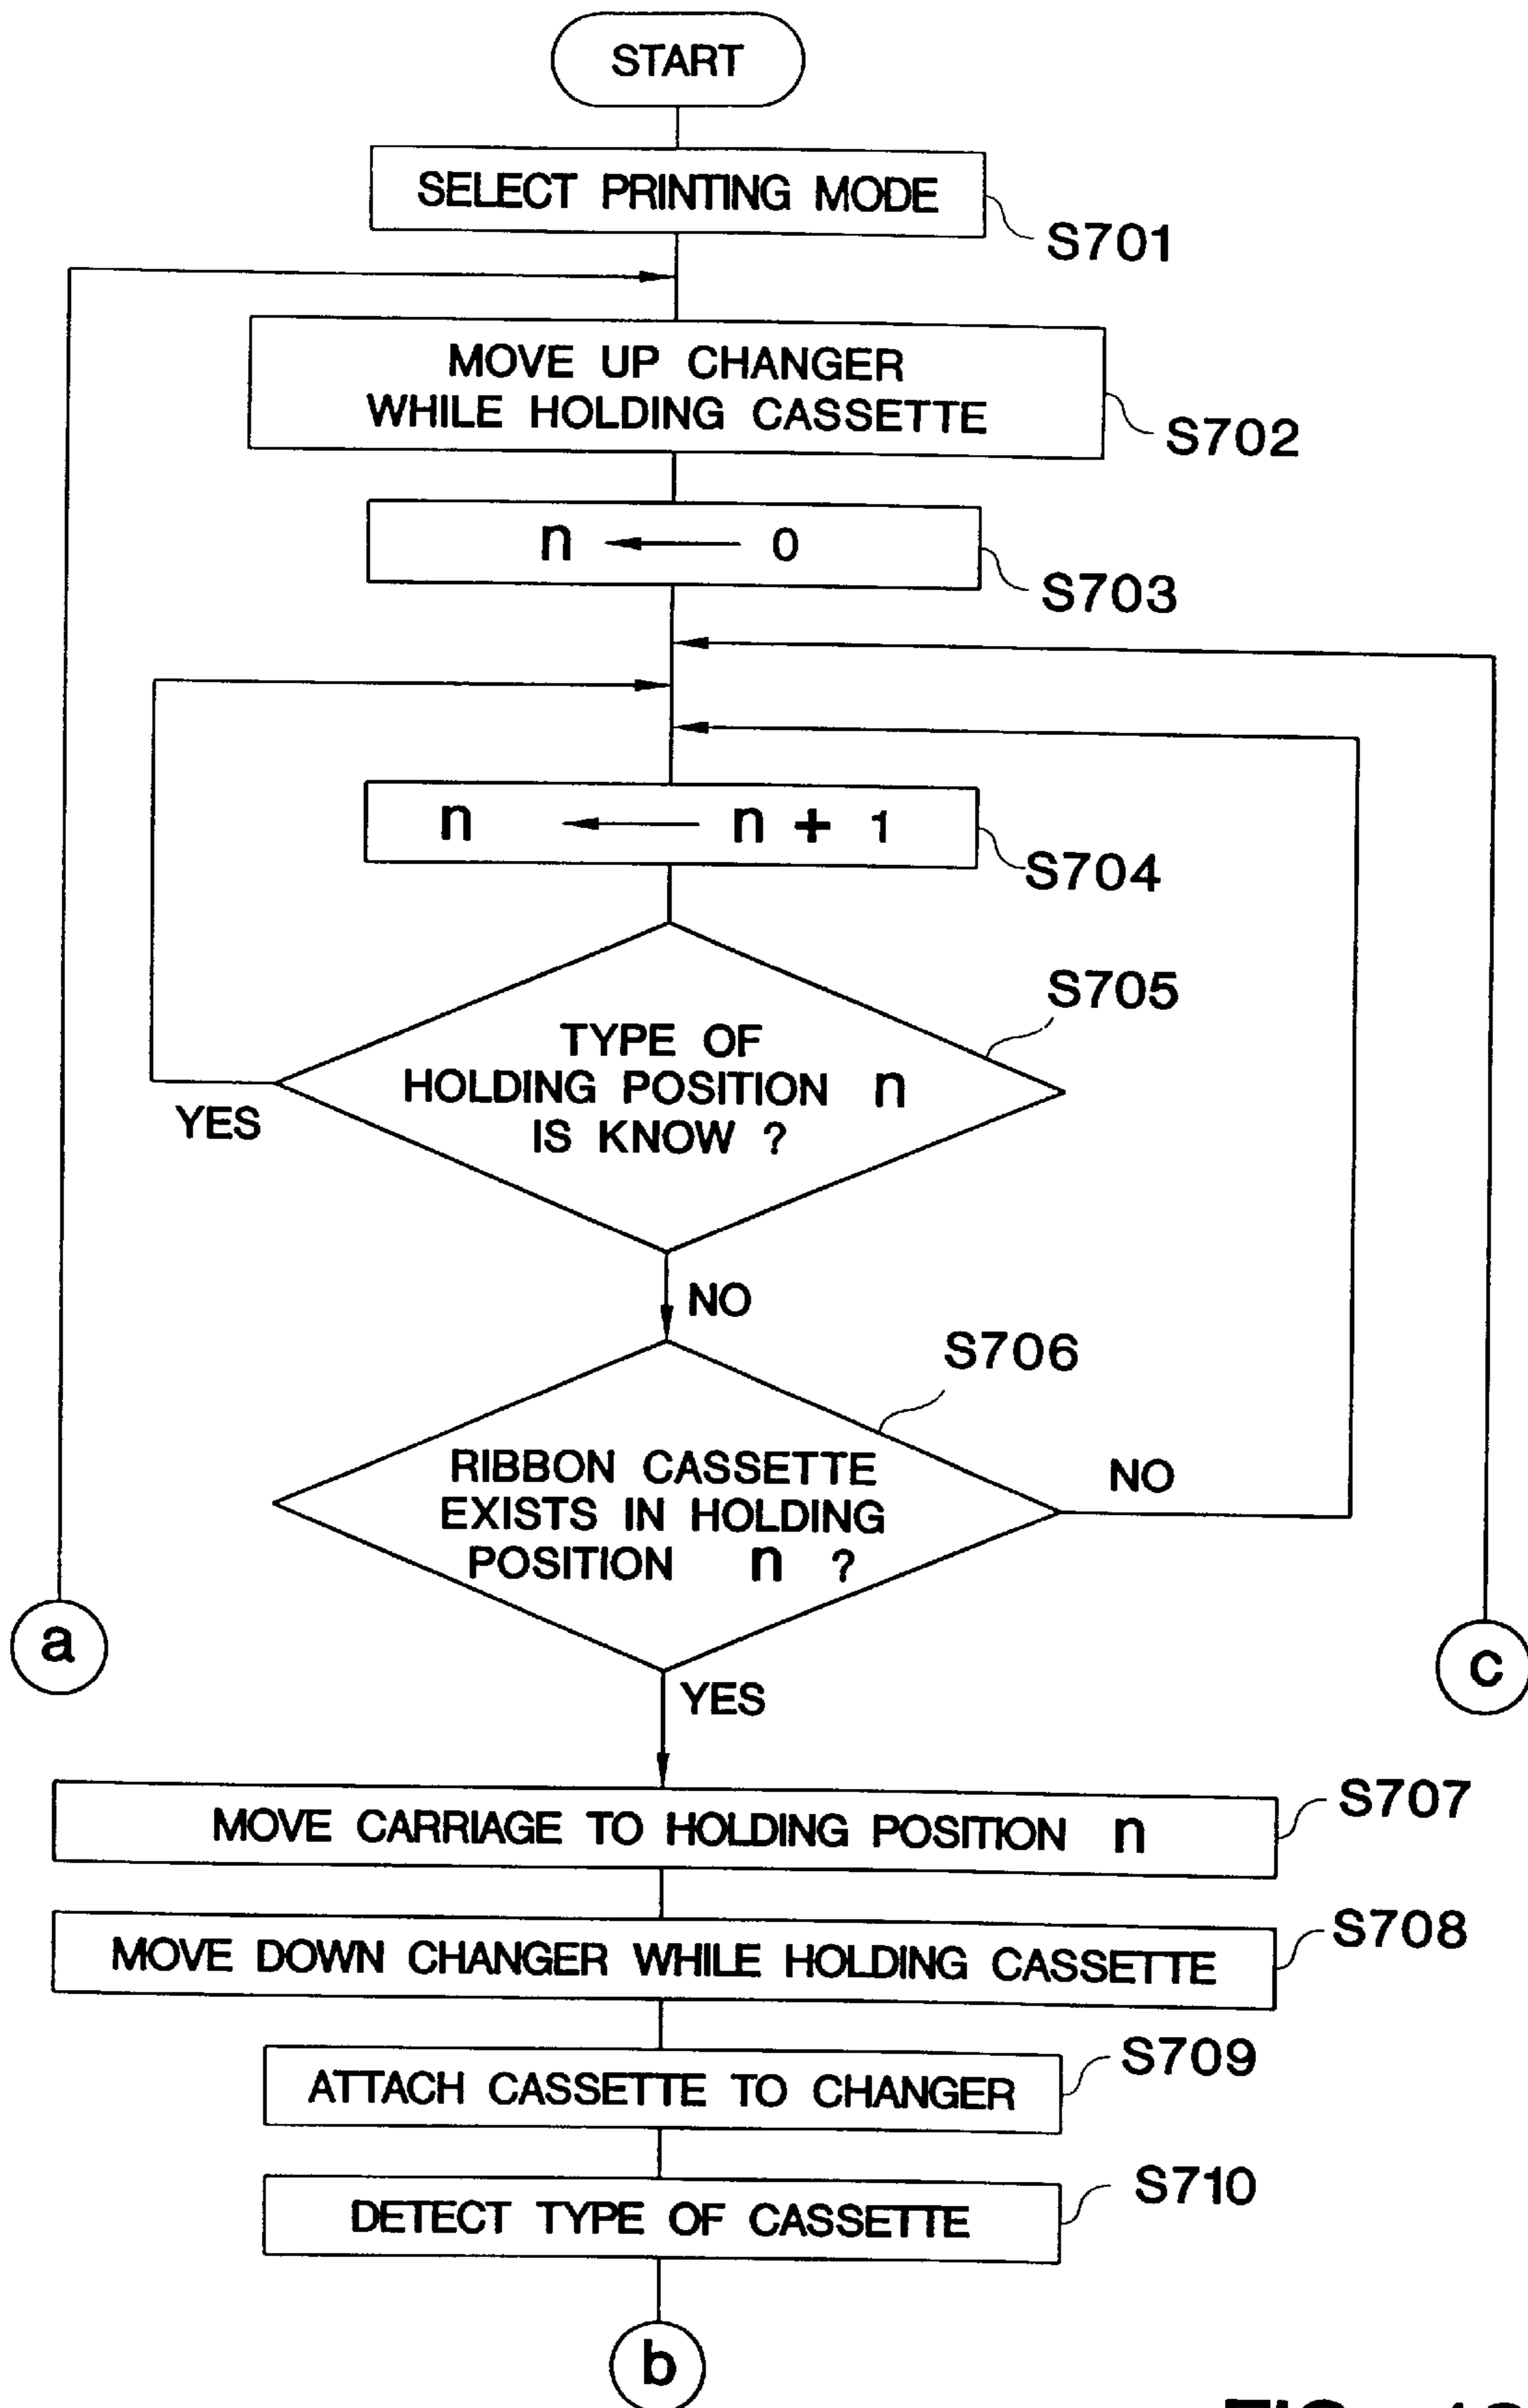 START
SELECT PRINTING MODE
S701
MOVE UP CHANGER
WHILE HOLDING CASSETTE
S702
n ← 0
S703
n ← n + 1
S704
S705
TYPE OF
HOLDING POSITION n
IS KNOW ?
YES
NO
S706
RIBBON CASSETTE
EXISTS IN HOLDING
POSITION n ?
NO
a
c
YES
MOVE CARRIAGE TO HOLDING POSITION n
S707
MOVE DOWN CHANGER WHILE HOLDING CASSETTE
S708
ATTACH CASSETTE TO CHANGER
S709
DETECT TYPE OF CASSETTE
S710
b